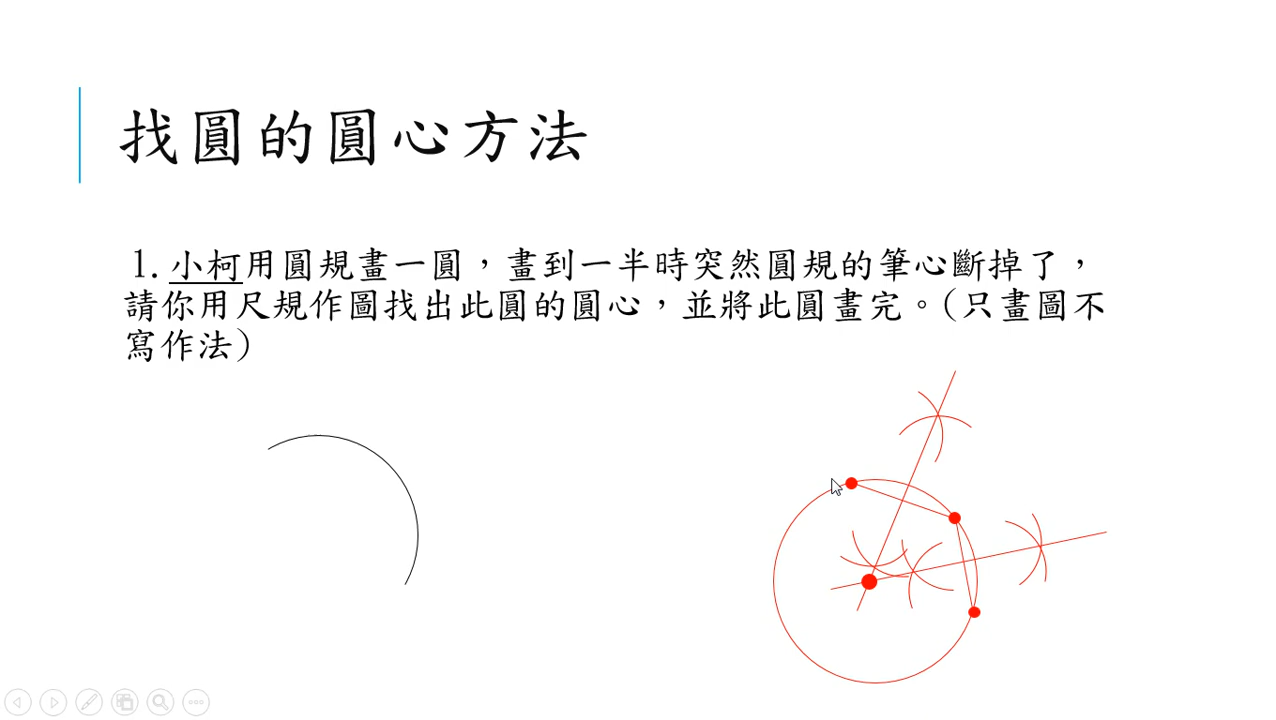 找圓的圓心方法
1.小柯用圓規畫一圓，畫到一半時突然圓規的筆心斷掉了，
請你用尺規作圖找出此圓的圓心，並將此圓畫完。(只畫圖不
寫作法)